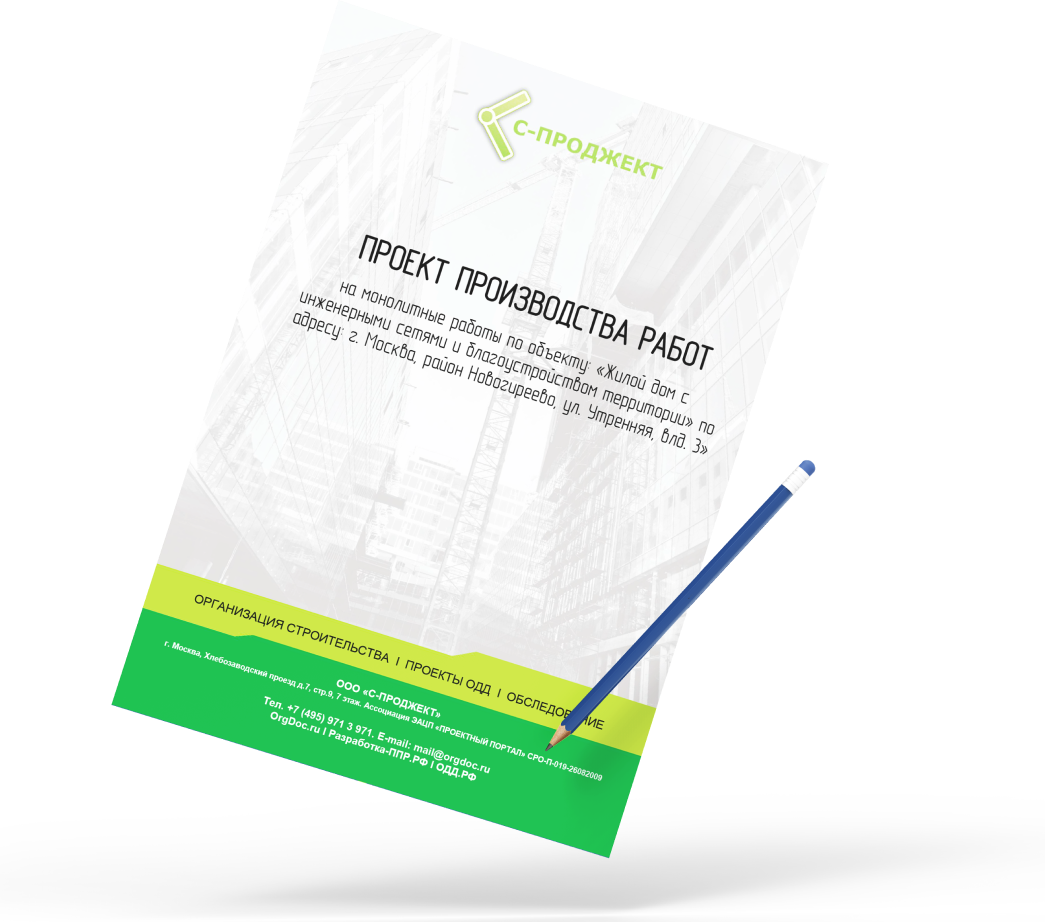 С-ПРОДЖЕКТ
ПРОЕКТ ПРОИЗВОДСТВА РАБОТ
на монолитные работы по объекту: «Жилой дом с
инженерными сетями и благоустройством территории» по
адресу: г. Москва, район Новогиреево, ул. Утренняя, влд. 3»
ОРГАНИЗАЦИЯ СТРОИТЕЛЬСТВА I ПРОЕКТЫ ОДД I
ООО «С-ПРОДЖЕКТ»
г. Москва, Хлебозаводский проезд д.7, стр.9, 7 этаж. Ассоциация ЭАЦП «ПРОЕКТНЫЙ ПОРТАЛ» СРО-П-019-26082009
Тел. +7 (495) 971 3 971. E-mail: mail@orgdoc.ru
OrgDoc.ru I Разработка-ППР.РФ I ОДД.РФ